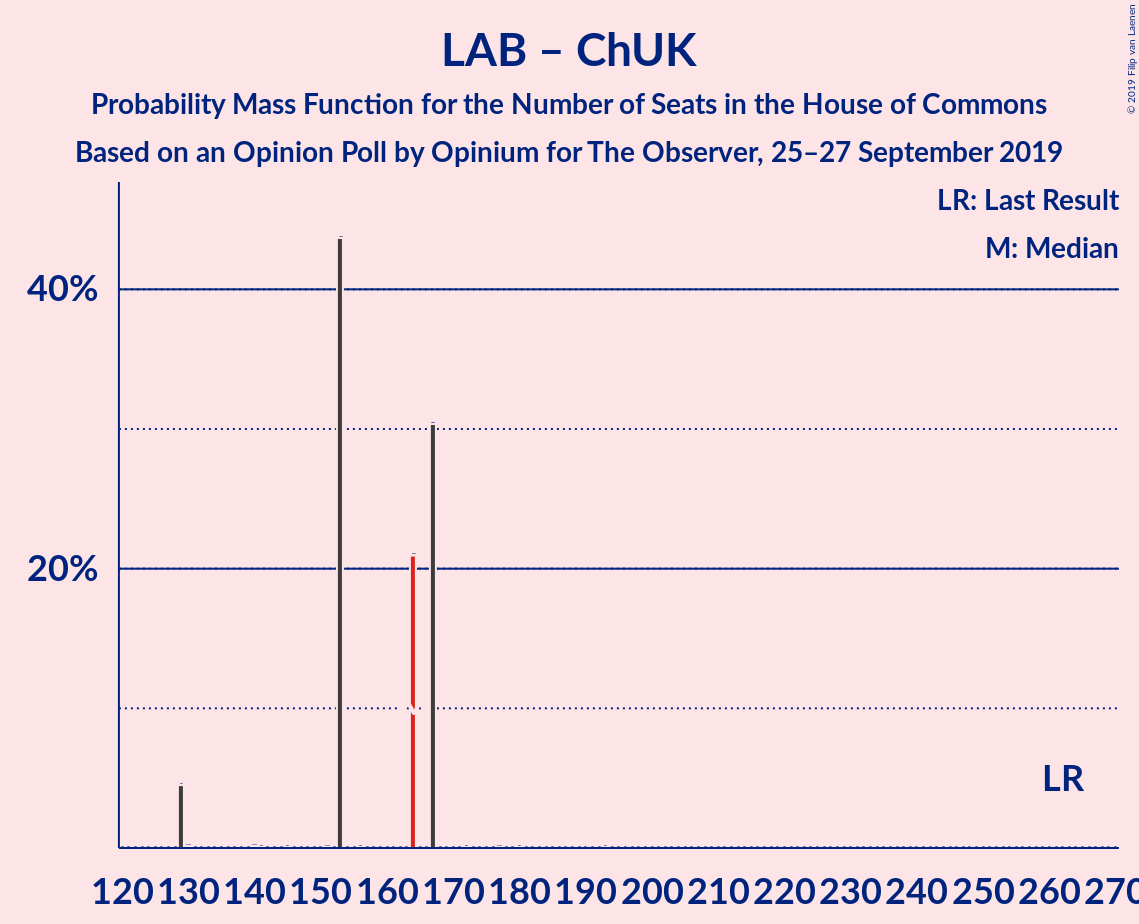 LAB – ChUK
Probability Mass Function for the Number of Seats in the House of Commons
Based on an Opinion Poll by Opinium for The Observer, 25–27 September 2019
© 2019 Filip van Laenen
LR: Last Result
M: Median
40%
20%
LR
120 130 140 150 160 170 180 190 200 210 220 230 240 250 260 270